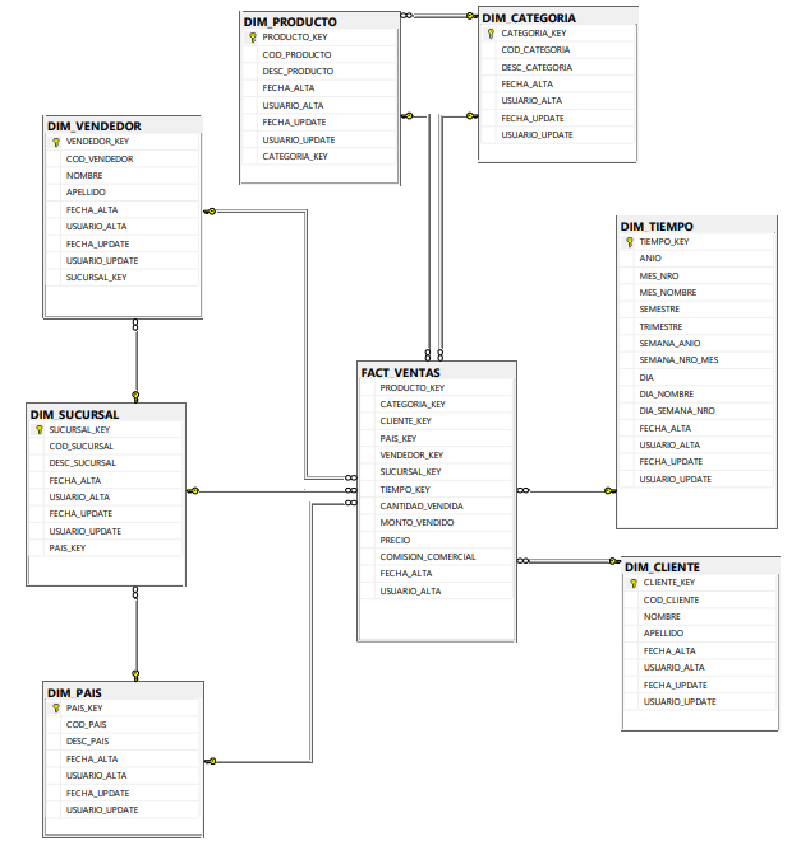 DIM_PRODUCTO
PRODUCTO_KEY
COD_PRODUCTO
DESC_PRODUCTO
FECHA_ALTA
USUARIO_ALTA
FECHA_UPDATE
USUARIO_UPDATE
CATEGORIA_KEY
DIM_CATEGORIA
CATEGORIA_KEY
COD_CATEGORIA
DESC_CATEGORIA
FECHA_ALTA
USUARIO_ALTA
FECHA_UPDATE
USUARIO_UPDATE
DIM_VENDEDOR
VENDEDOR_KEY
COD_VENDEDOR
NOMBRE
APELLIDO
FECHA_ALTA
USUARIO_ALTA
FECHA_UPDATE
USUARIO_UPDATE
SUCURSAL_KEY
DIM_TIEMPO
TIEMPO_KEY
ANIO
MES_NRO
MES_NOMBRE
SEMESTRE
TRIMESTRE
SEMANA_ANIO
SEMANA_NRO_MES
DIA
DIA_NOMBRE
DIA_SEMANA_NRO
FECHA_ALTA
USUARIO_ALTA
FECHA_UPDATE
USUARIO_UPDATE
FACT_VENTAS
PRODUCTO_KEY
CATEGORIA_KEY
CLIENTE_KEY
PAIS_KEY
VENDEDOR_KEY
SUCURSAL_KEY
TIEMPO_KEY
CANTIDAD_VENDIDA
MONTO_VENDIDO
PRECIO
COMISION_COMERCIAL
FECHA_ALTA
USUARIO_ALTA
DIM_SUCURSAL
SUCURSAL_KEY
COD_SUCURSAL
DESC_SUCURSAL
FECHA_ALTA
USUARIO_ALTA
FECHA_UPDATE
USUARIO_UPDATE
PAIS_KEY
DIM_CLIENTE
CLIENTE_KEY
COD_CLIENTE
NOMBRE
APELLIDO
FECHA_ALTA
USUARIO_ALTA
FECHA_UPDATE
USUARIO_UPDATE
DIM_PAIS
PAIS_KEY
COD_PAIS
DESC_PAIS
FECHA_ALTA
USUARIO_ALTA
FECHA_UPDATE
USUARIO_UPDATE